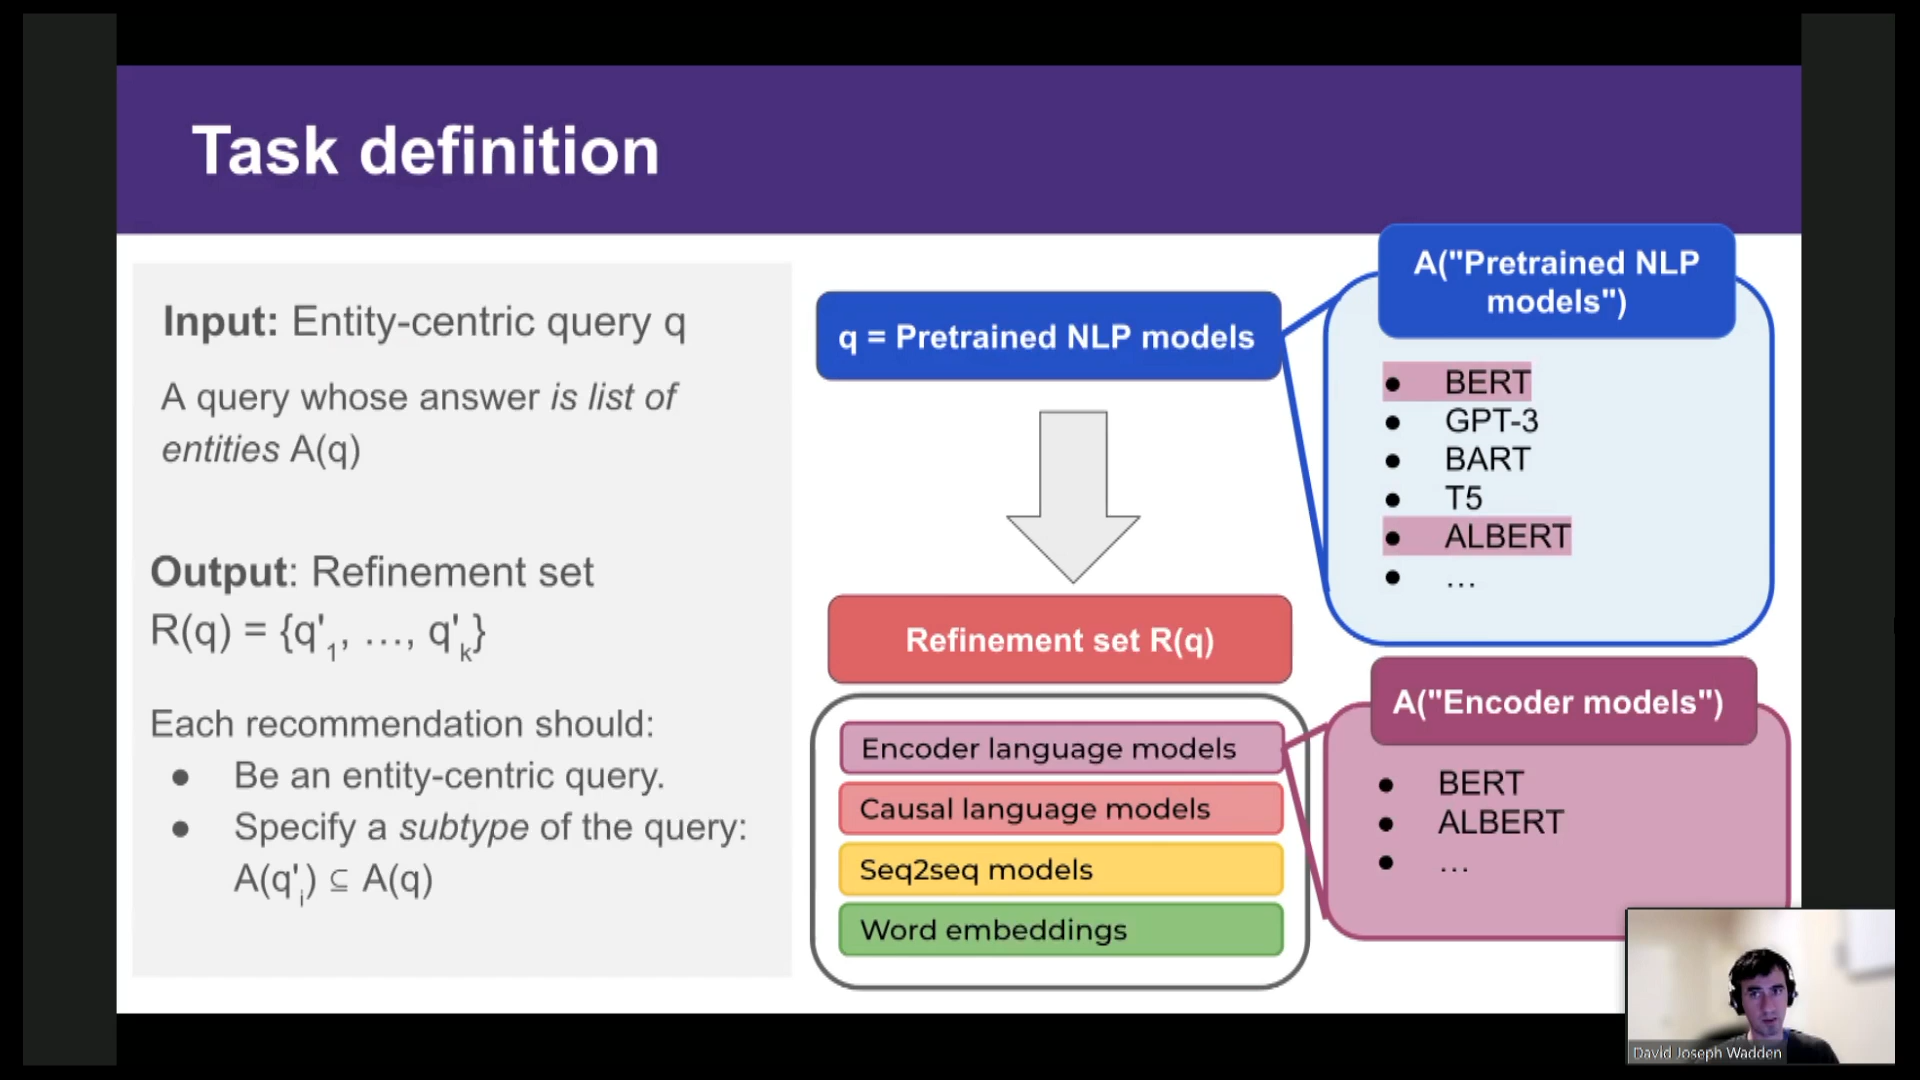 Task definition
Input: Entity-centric query q
A query whose answer is list of
entities A(q)
Output: Refinement set
R(q) = {q'1, …, q'k}
Each recommendation should:
● Be an entity-centric query.
● Specify a subtype of the query:
A(q'i) ⊆ A(q)
q = Pretrained NLP models
Refinement set R(q)
Encoder language models
Causal language models
Seq2seq models
Word embeddings
A("Pretrained NLP
models")
● BERT
● GPT-3
● BART
● T5
● ALBERT
● …
A("Encoder models")
● BERT
● ALBERT
● …
David Joseph Wadden